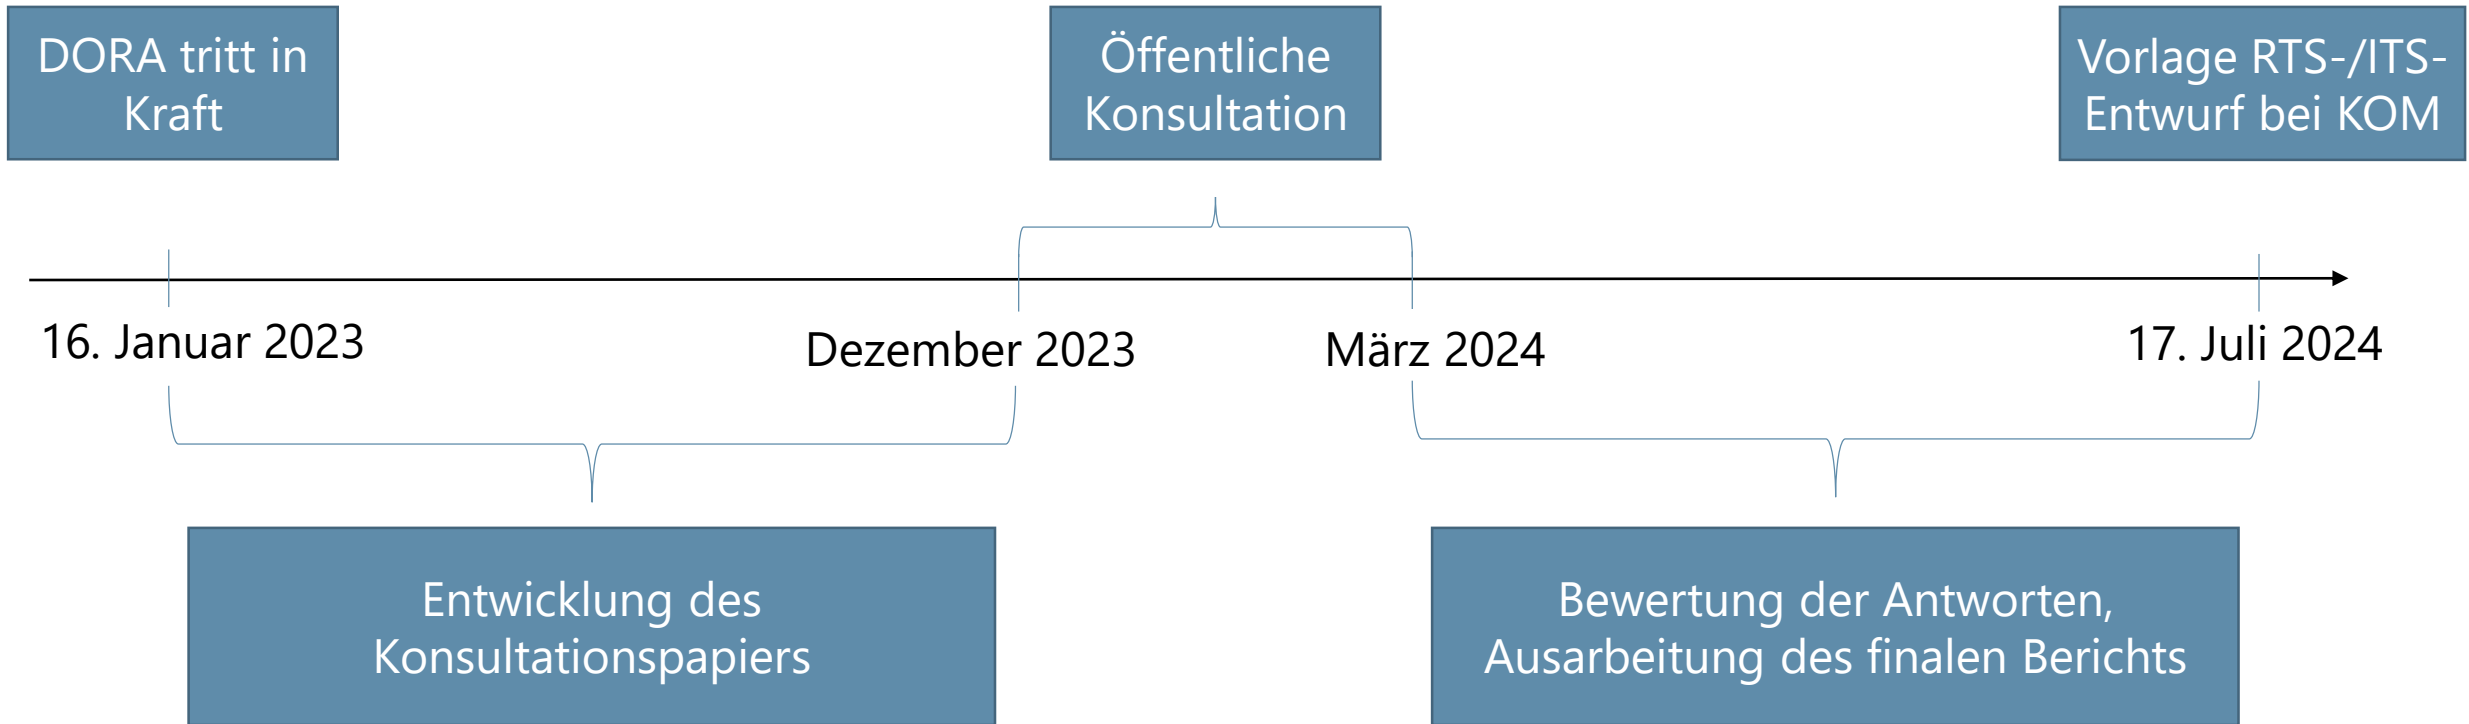 DORA tritt in
Kraft
Öffentliche
Konsultation
Vorlage RTS-/ITS-
Entwurf bei KOM
16. Januar 2023
Dezember 2023
März 2024
17. Juli 2024
Entwicklung des
Konsultationspapiers
Bewertung der Antworten,
Ausarbeitung des finalen Berichts